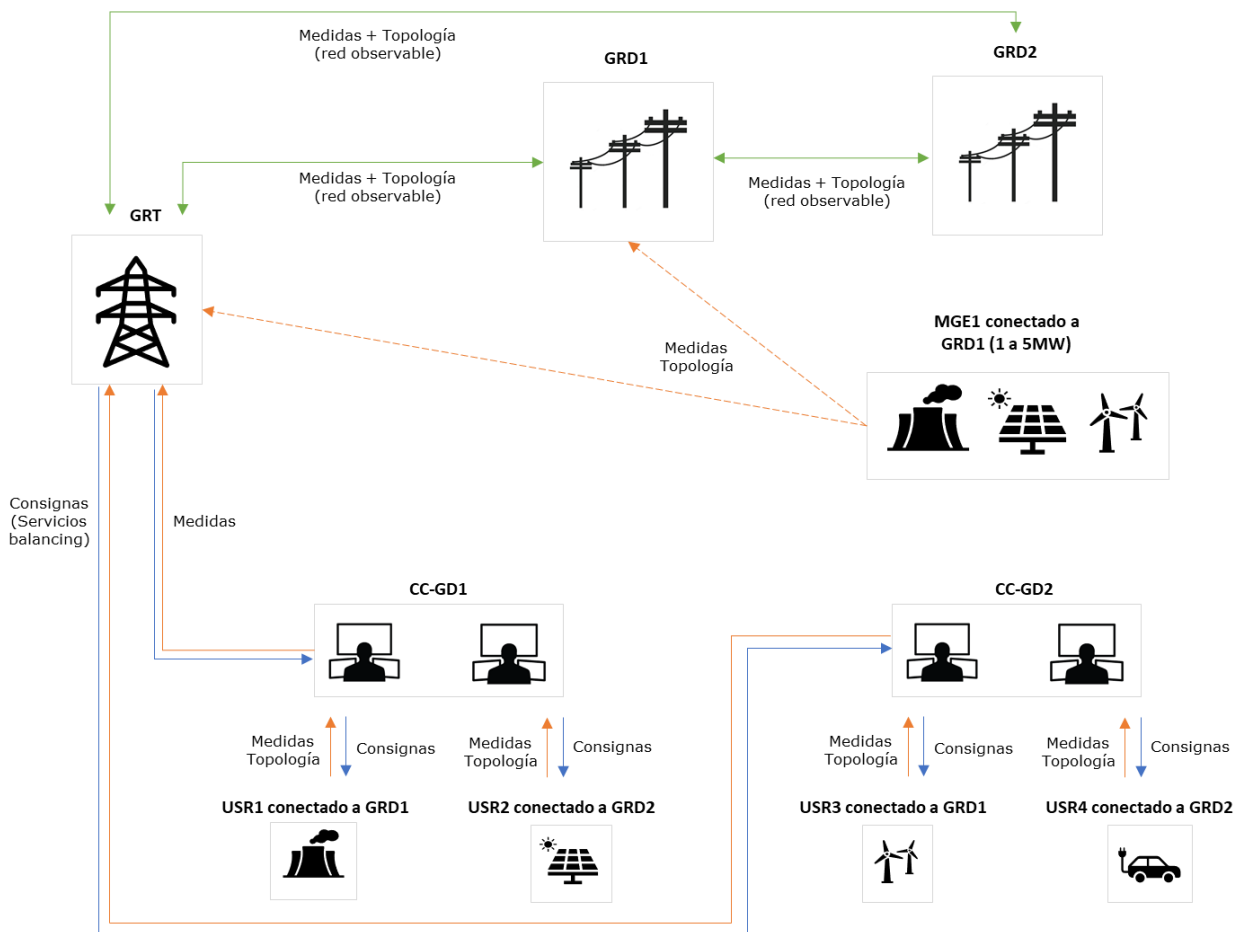 Medidas + Topología
(red observable)
GRD1
GRD2
Medidas + Topología
(red observable)
Medidas + Topología
(red observable)
GRT
MGE1 conectado a
GRD1 (1 a 5MW)
Medidas
Topología
Consignas
(Servicios
balancing)
Medidas
CC-GD1
CC-GD2
Medidas
Topología
Consignas
Medidas
Topología
Consignas
Medidas
Topología
Consignas
Medidas
Topología
Consignas
USR1 conectado a GRD1
USR2 conectado a GRD2
USR3 conectado a GRD1
USR4 conectado a GRD2